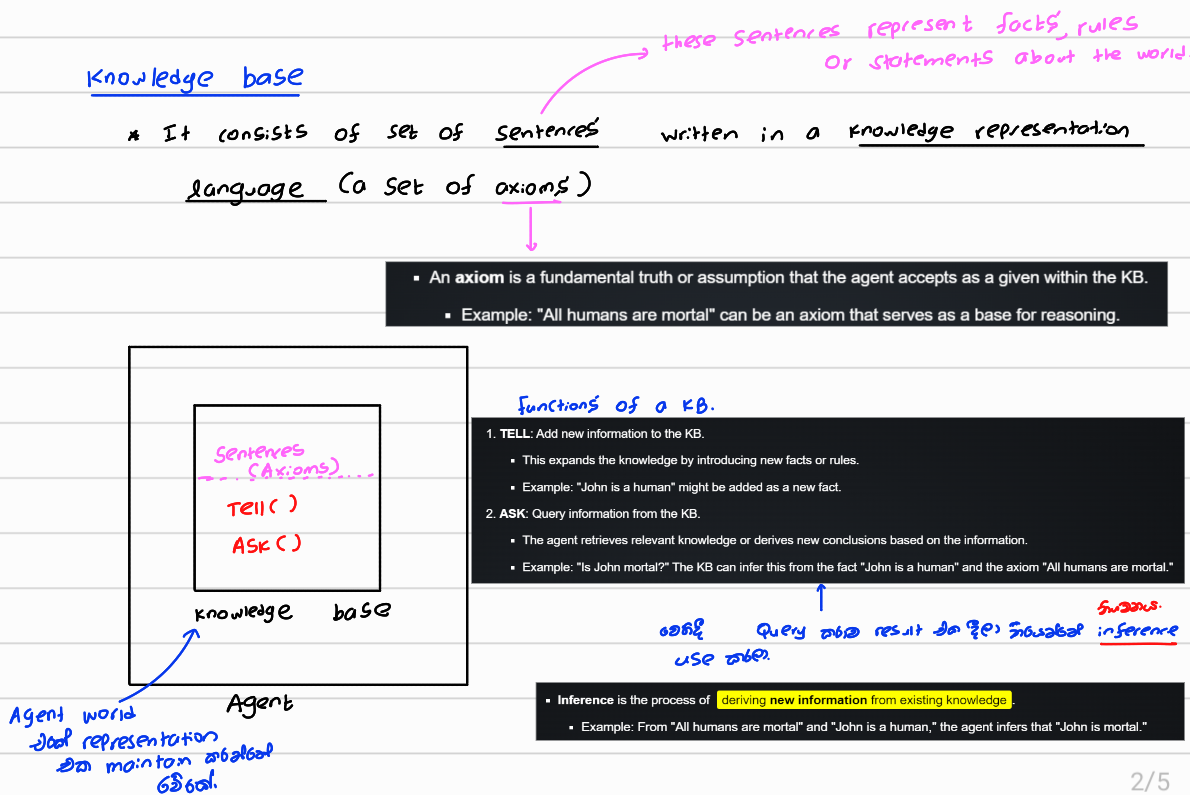 these sentences represent facts, rules
or statements about the world.
Knowledge base
* It consists of set of sentences written in a knowledge representation
language (a set of axioms)
▪ An axiom is a fundamental truth or assumption that the agent accepts as a given within the KB.
▪ Example: "All humans are mortal" can be an axiom that serves as a base for reasoning.
functions of a KB.
1. TELL: Add new information to the KB.
▪ This expands the knowledge by introducing new facts or rules.
▪ Example: "John is a human" might be added as a new fact.
2. ASK: Query information from the KB.
▪ The agent retrieves relevant knowledge or derives new conclusions based on the information.
▪ Example: "Is John mortal?" The KB can infer this from the fact "John is a human" and the axiom "All humans are mortal."
sentences
(Axioms)
Tell()
ASK()
knowledge base
Agent
Agent world
එකේ representation
එක maintain කරන්නේ
මේකේ.
මෙහිදි Query කරම result එක දීලා තියෙන්නේ inference
use කරලා.
▪ Inference is the process of deriving new information from existing knowledge.
▪ Example: From "All humans are mortal" and "John is a human," the agent infers that "John is mortal."
2/5